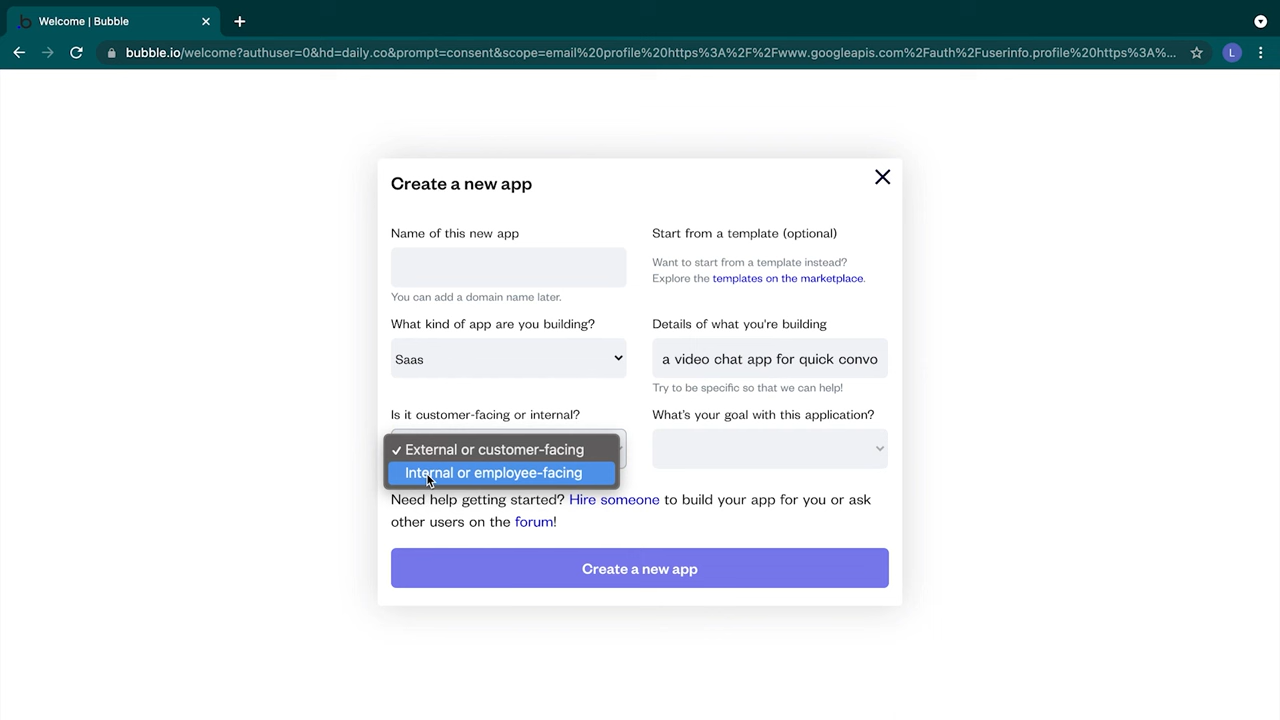 Welcome | Bubble
bubble.io/welcome?authuser=0&hd=daily.co&prompt=consent&scope=email%20profile%20https%3A%2F%2Fwww.googleapis.com%2Fauth%2Fuserinfo.profile%20https%3A%...
L
Create a new app
Name of this new app
Start from a template (optional)
Want to start from a template instead?
Explore the templates on the marketplace.
You can add a domain name later.
What kind of app are you building?
Details of what you're building
Saas
a video chat app for quick convo
Try to be specific so that we can help!
Is it customer-facing or internal?
What's your goal with this application?
✓ External or customer-facing
Internal or employee-facing
Need help getting started? Hire someone to build your app for you or ask
other users on the forum!
Create a new app